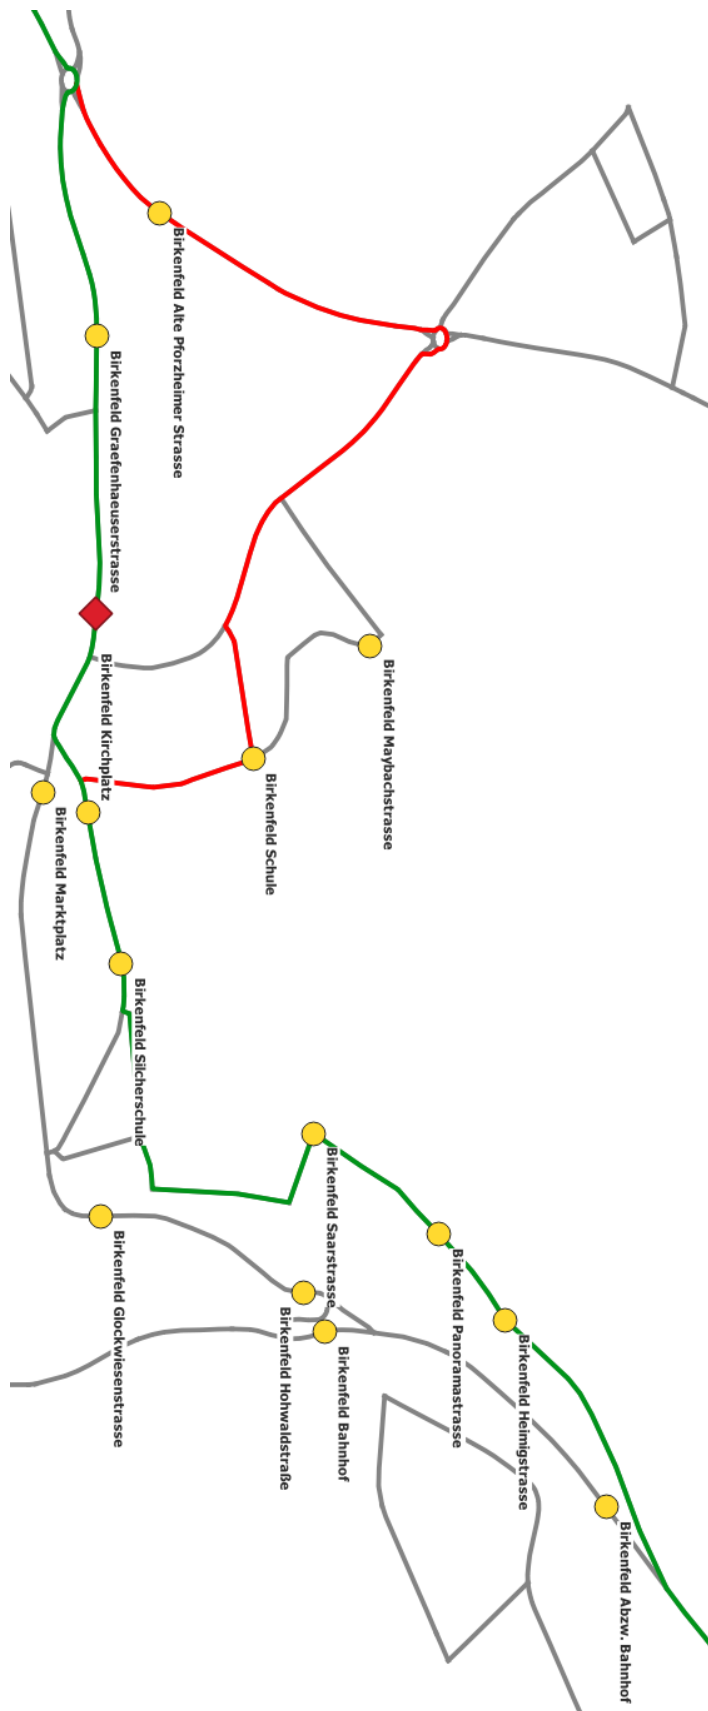 Birkenfeld Alte Pforzheimer Strasse
Birkenfeld Graefenhaeuserstrasse
Birkenfeld Kirchplatz
Birkenfeld Maybachstrasse
Birkenfeld Schule
Birkenfeld Marktplatz
Birkenfeld Silcherschule
Birkenfeld Saarstrasse
Birkenfeld Glockwiesenstrasse
Birkenfeld Panoramastrasse
Birkenfeld Hohwaldstraße
Birkenfeld Heimigstrasse
Birkenfeld Bahnhof
Birkenfeld Abzw. Bahnhof